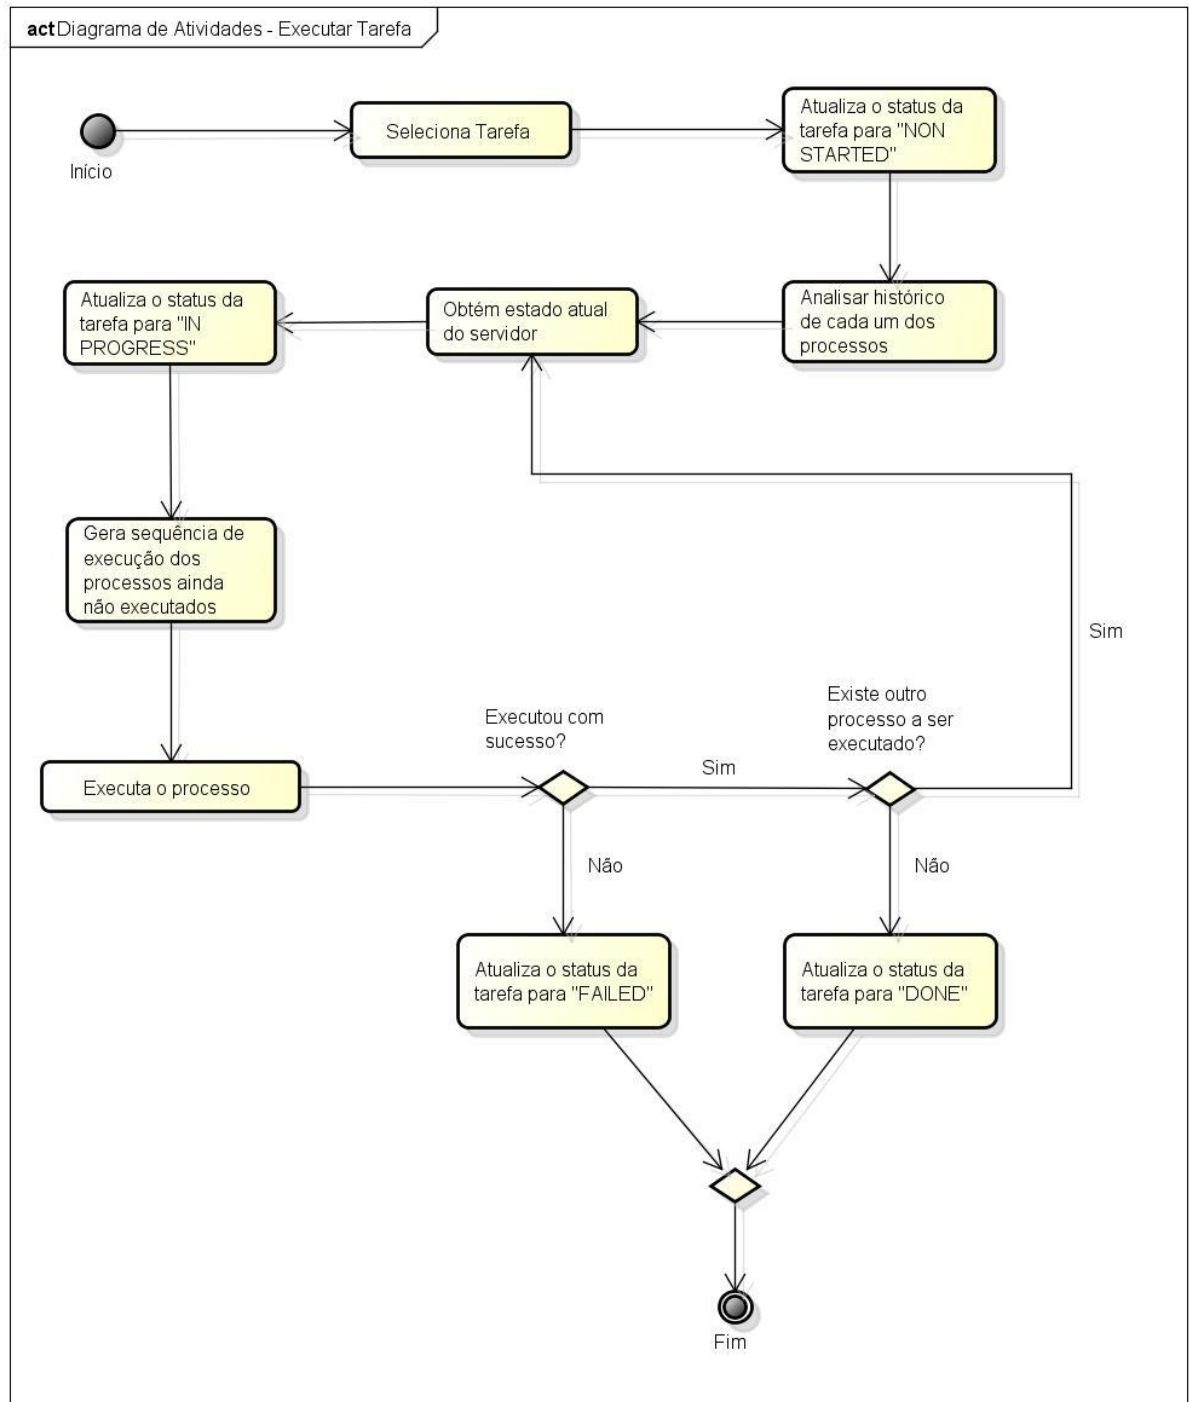 act Diagrama de Atividades - Executar Tarefa
Início
Seleciona Tarefa
Atualiza o status da
tarefa para "NON
STARTED"
Analisar histórico
de cada um dos
processos
Obtém estado atual
do servidor
Atualiza o status da
tarefa para "IN
PROGRESS"
Gera sequência de
execução dos
processos ainda
não executados
Executa o processo
Executou com
sucesso?
Sim
Existe outro
processo a ser
executado?
Sim
Não
Não
Atualiza o status da
tarefa para "FAILED"
Atualiza o status da
tarefa para "DONE"
Fim